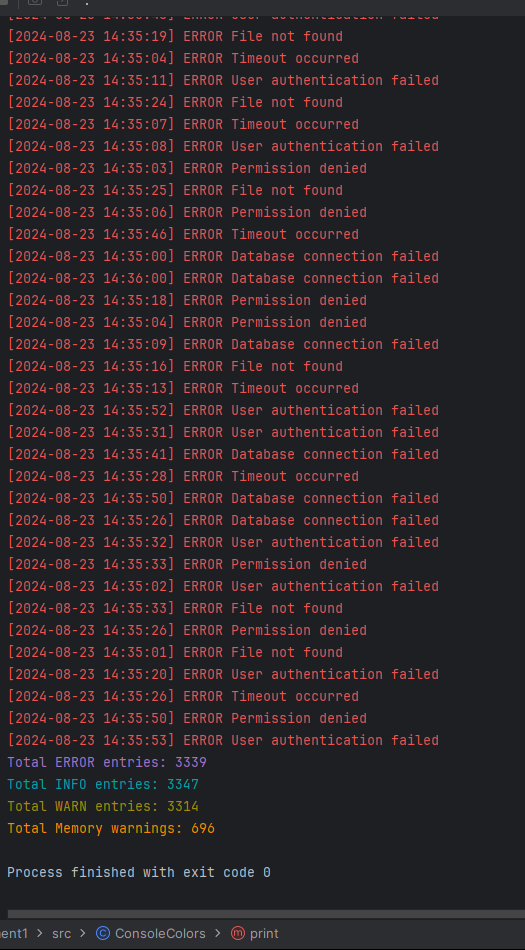 [2024-08-23 14:35:19] ERROR File not found
[2024-08-23 14:35:04] ERROR Timeout occurred
[2024-08-23 14:35:11] ERROR User authentication failed
[2024-08-23 14:35:24] ERROR File not found
[2024-08-23 14:35:07] ERROR Timeout occurred
[2024-08-23 14:35:08] ERROR User authentication failed
[2024-08-23 14:35:03] ERROR Permission denied
[2024-08-23 14:35:25] ERROR File not found
[2024-08-23 14:35:06] ERROR Permission denied
[2024-08-23 14:35:46] ERROR Timeout occurred
[2024-08-23 14:35:00] ERROR Database connection failed
[2024-08-23 14:36:00] ERROR Database connection failed
[2024-08-23 14:35:18] ERROR Permission denied
[2024-08-23 14:35:04] ERROR Permission denied
[2024-08-23 14:35:09] ERROR Database connection failed
[2024-08-23 14:35:16] ERROR File not found
[2024-08-23 14:35:13] ERROR Timeout occurred
[2024-08-23 14:35:52] ERROR User authentication failed
[2024-08-23 14:35:31] ERROR User authentication failed
[2024-08-23 14:35:41] ERROR Database connection failed
[2024-08-23 14:35:28] ERROR Timeout occurred
[2024-08-23 14:35:50] ERROR Database connection failed
[2024-08-23 14:35:26] ERROR Database connection failed
[2024-08-23 14:35:32] ERROR User authentication failed
[2024-08-23 14:35:33] ERROR Permission denied
[2024-08-23 14:35:02] ERROR User authentication failed
[2024-08-23 14:35:33] ERROR File not found
[2024-08-23 14:35:26] ERROR Permission denied
[2024-08-23 14:35:01] ERROR File not found
[2024-08-23 14:35:20] ERROR User authentication failed
[2024-08-23 14:35:26] ERROR Timeout occurred
[2024-08-23 14:35:50] ERROR Permission denied
[2024-08-23 14:35:53] ERROR User authentication failed
Total ERROR entries: 3339
Total INFO entries: 3347
Total WARN entries: 3314
Total Memory warnings: 696
Process finished with exit code 0
ent1 > src > ConsoleColors > print